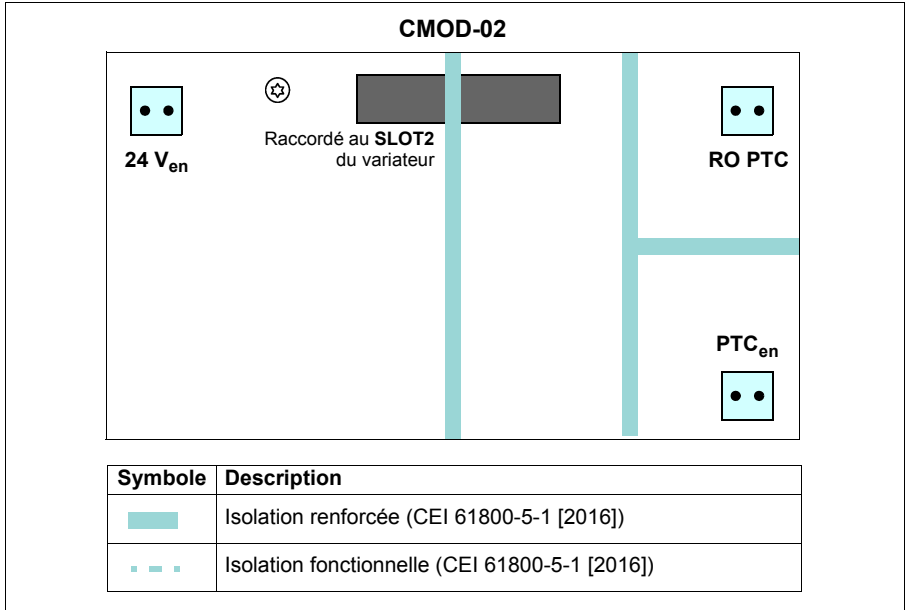 CMOD-02
24 Ven
Raccordé au SLOT2
du variateur
RO PTC
PTCen
Symbole Description
Isolation renforcée (CEI 61800-5-1 [2016])
Isolation fonctionnelle (CEI 61800-5-1 [2016])